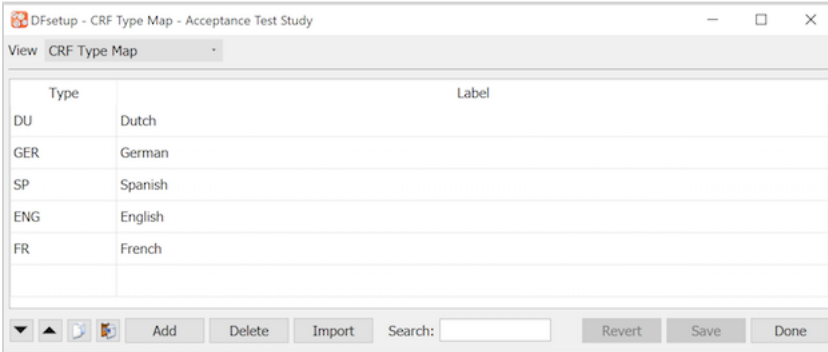 DFsetup - CRF Type Map - Acceptance Test Study
View CRF Type Map
Type Label
DU Dutch
GER German
SP Spanish
ENG English
FR French
Add Delete Import Search: Revert Save Done